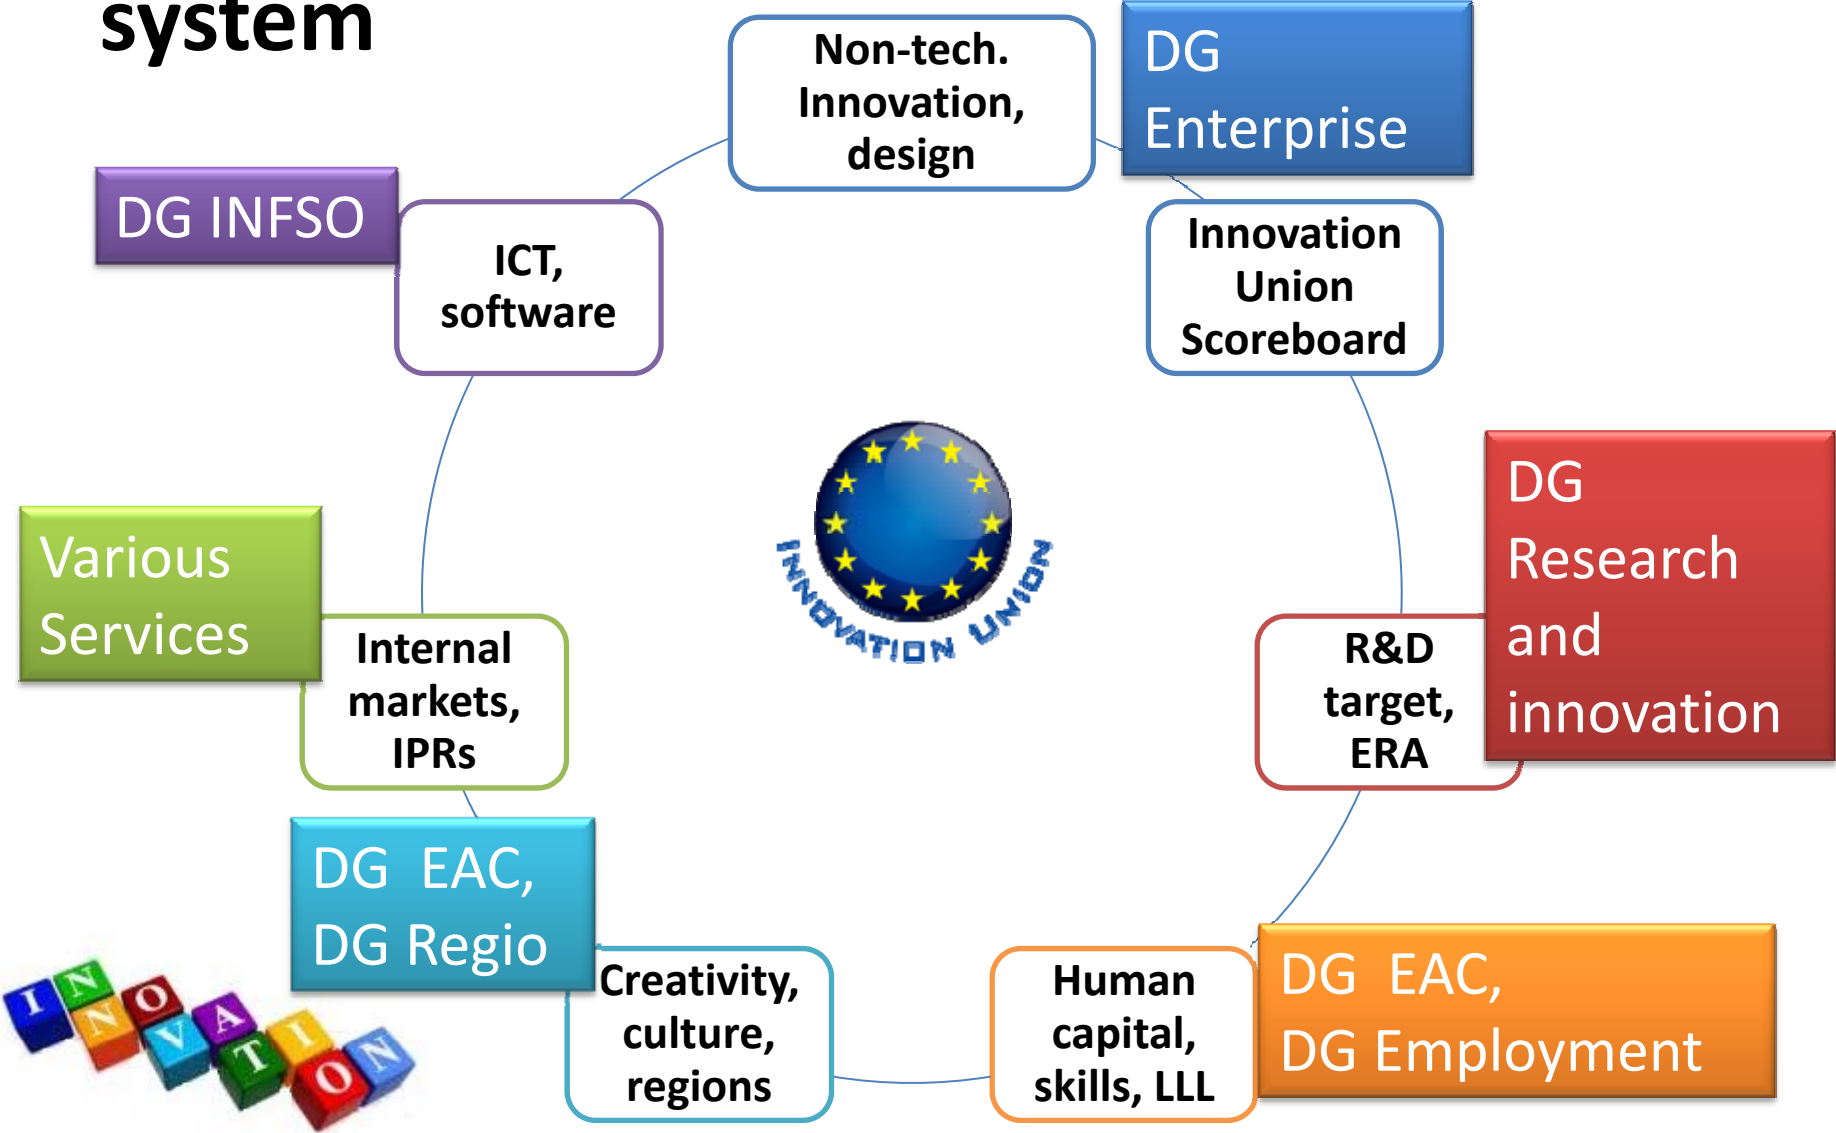 system
Non-tech.
Innovation,
design
DG
Enterprise
DG INFSO
ICT,
software
Innovation
Union
Scoreboard
INNOVATION UNION
DG
Research
and
innovation
Various
Services
Internal
markets,
IPRs
R&D
target,
ERA
DG EAC,
DG Regio
Creativity,
culture,
regions
Human
capital,
skills, LLL
DG EAC,
DG Employment
INNOVATION